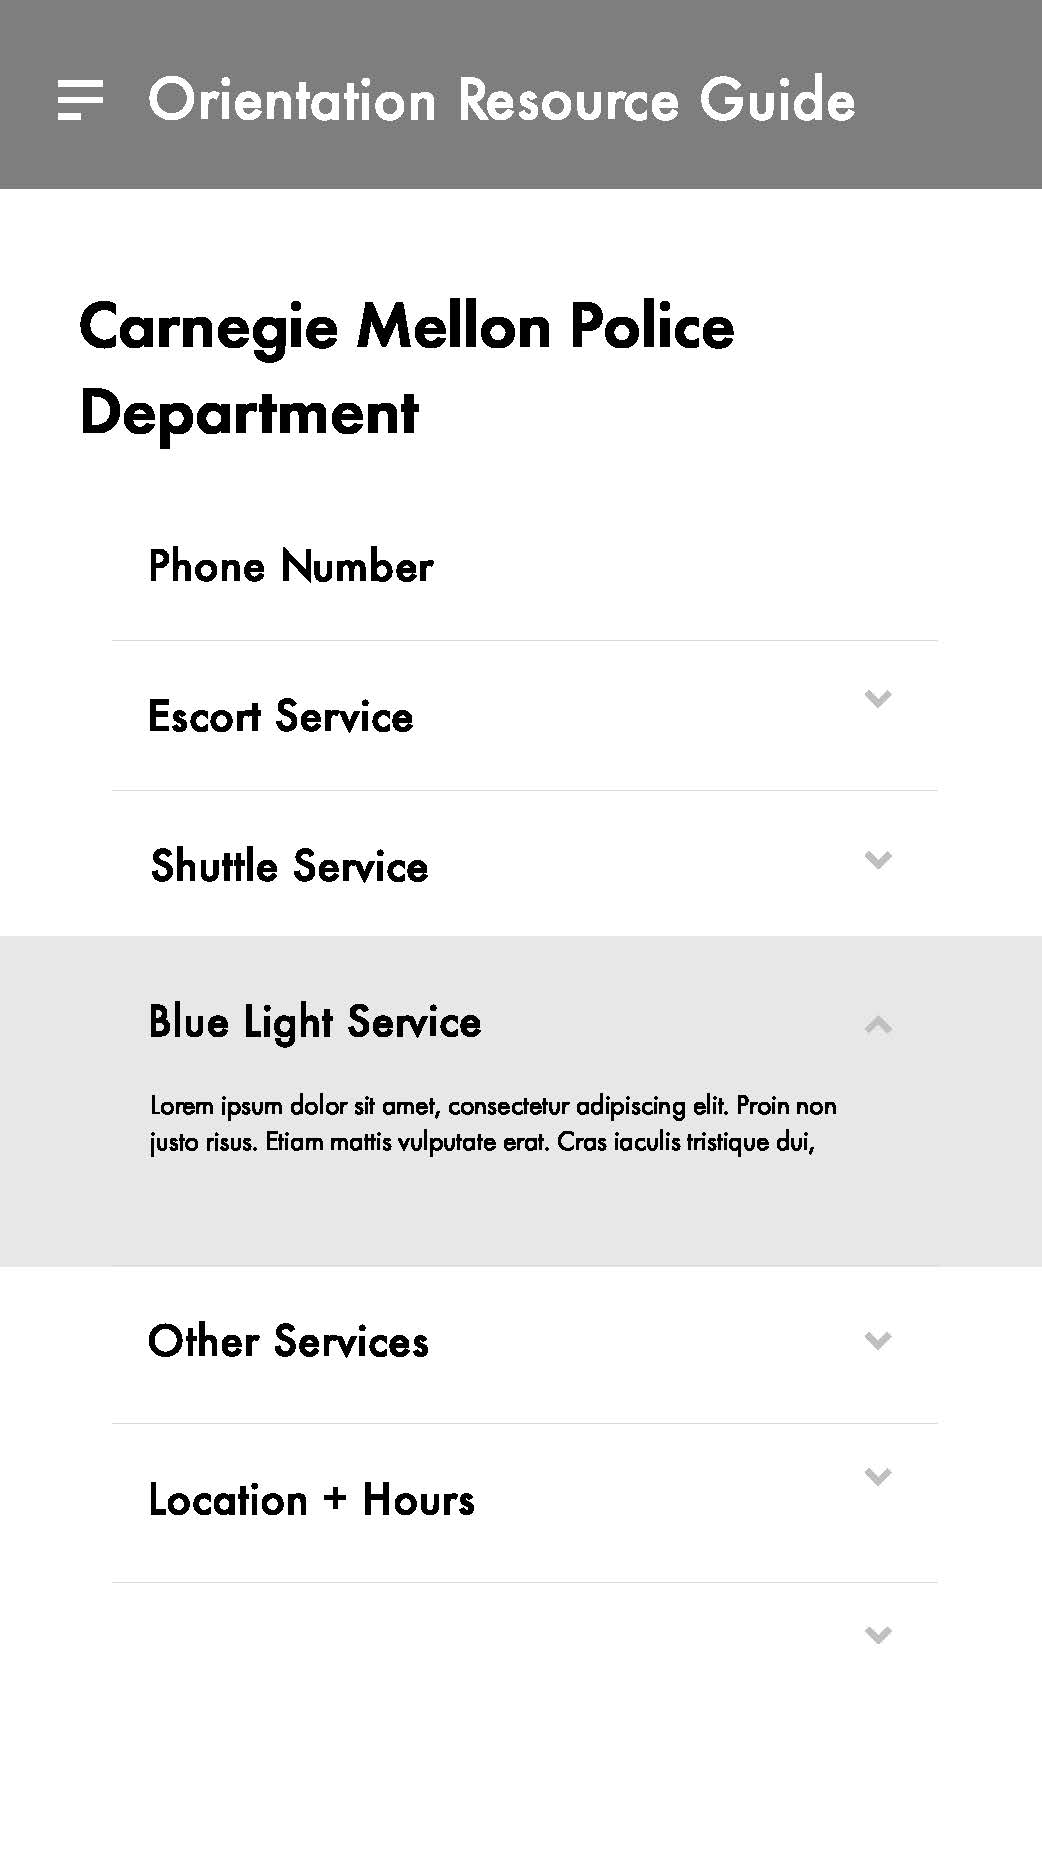 Orientation Resource Guide
Carnegie Mellon Police
Department
Phone Number
Escort Service
Shuttle Service
Blue Light Service
Lorem ipsum dolor sit amet, consectetur adipiscing elit. Proin non
justo risus. Etiam mattis vulputate erat. Cras iaculis tristique dui,
Other Services
Location + Hours